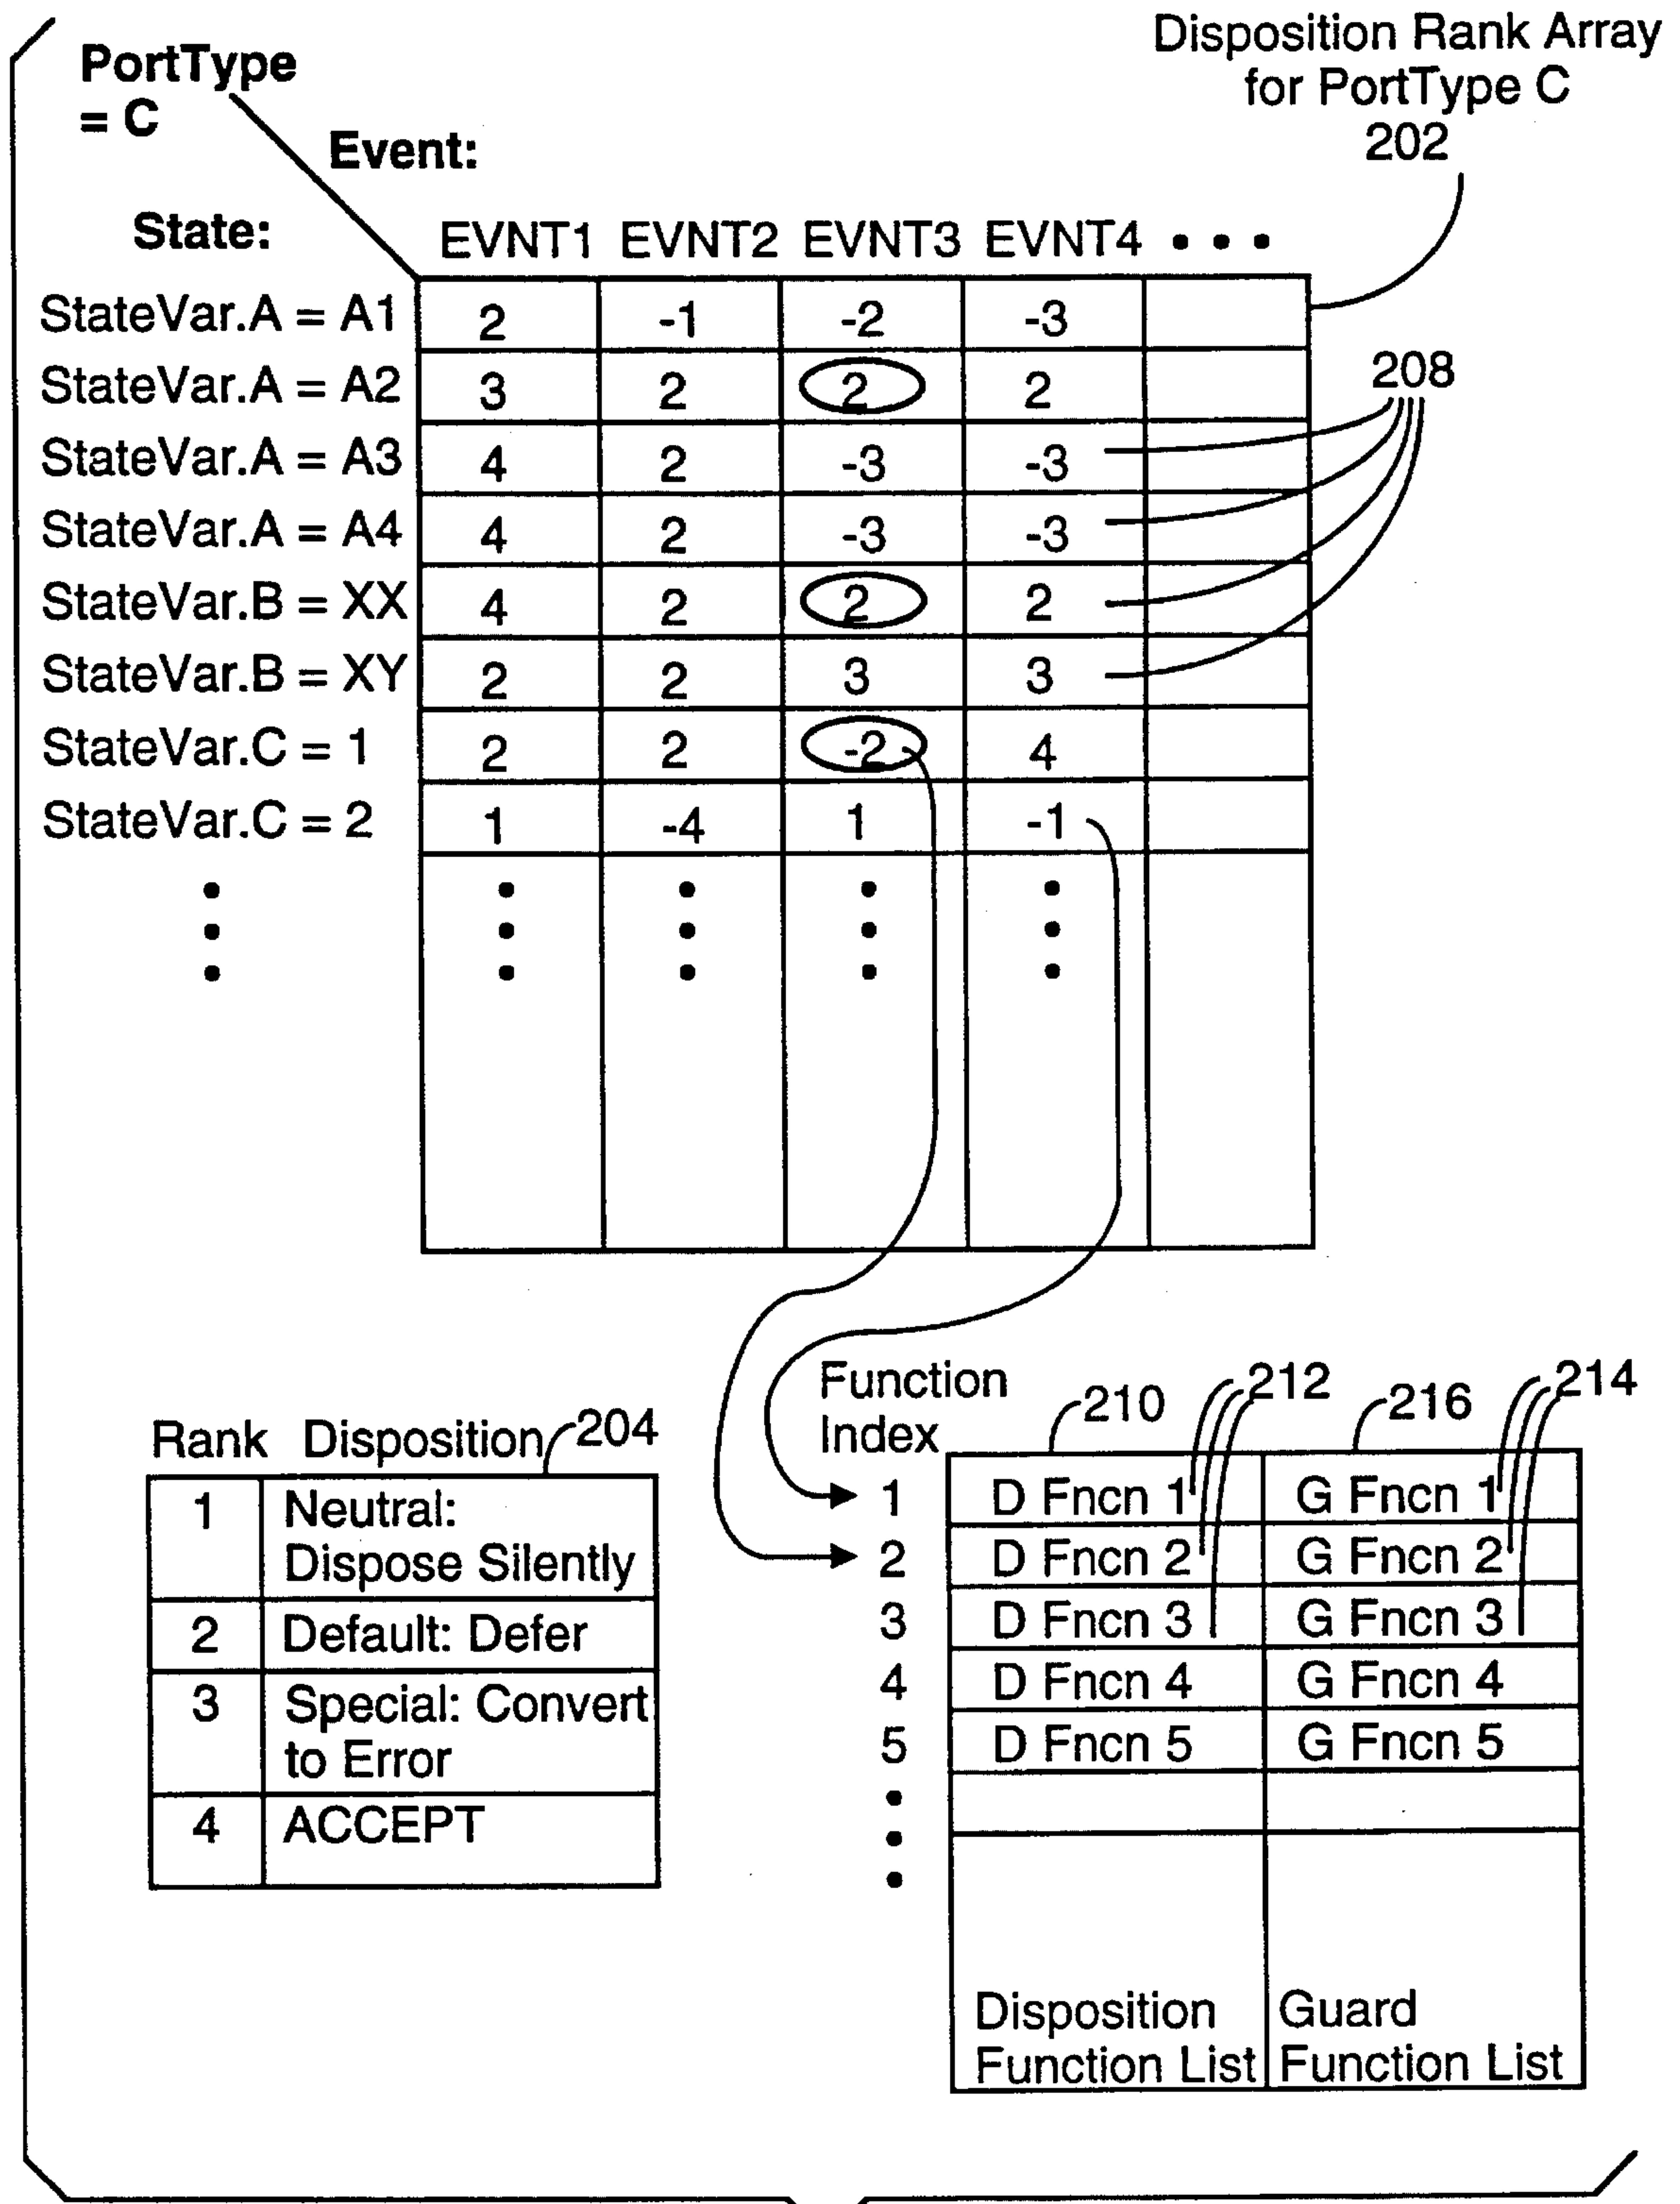 Disposition Rank Array
for PortType C
202
PortType
= C
Event:
State:
EVNT1 EVNT2 EVNT3 EVNT4 • • •
StateVar.A = A1 2 -1 -2 -3
StateVar.A = A2 3 2 2 2
208
StateVar.A = A3 4 2 -3 -3
StateVar.A = A4 4 2 -3 -3
StateVar.B = XX 4 2 2 2
StateVar.B = XY 2 2 3 3
StateVar.C = 1 2 2 -2 4
StateVar.C = 2 1 -4 1 -1
Rank Disposition 204
1 Neutral:
Dispose Silently
2 Default: Defer
3 Special: Convert
to Error
4 ACCEPT
Function
Index
210 212 216 214
1 D Fncn 1 G Fncn 1
2 D Fncn 2 G Fncn 2
3 D Fncn 3 G Fncn 3
4 D Fncn 4 G Fncn 4
5 D Fncn 5 G Fncn 5
Disposition
Function List
Guard
Function List